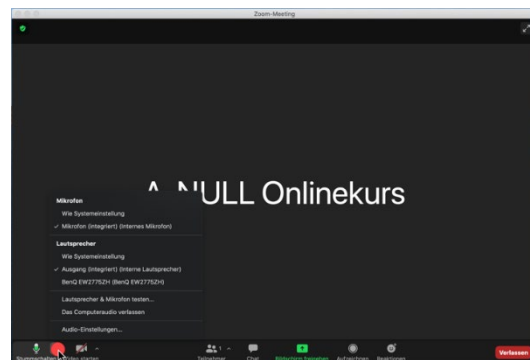 Zoom-Meeting
A. NULL Onlinekurs
Mikrofon
Wie Systemeinstellung
✓ Mikrofon (integriert) (Internes Mikrofon)
Lautsprecher
Wie Systemeinstellung
✓ Ausgang (integriert) (Interne Lautsprecher)
BenQ EW2775ZH (BenQ EW2775ZH)
Lautsprecher & Mikrofon testen...
Das Computeraudio verlassen
Audio-Einstellungen...
1
Stummschalten Video starten Teilnehmer Chat Bildschirm freigeben Aufzeichnen Reaktionen Verlassen